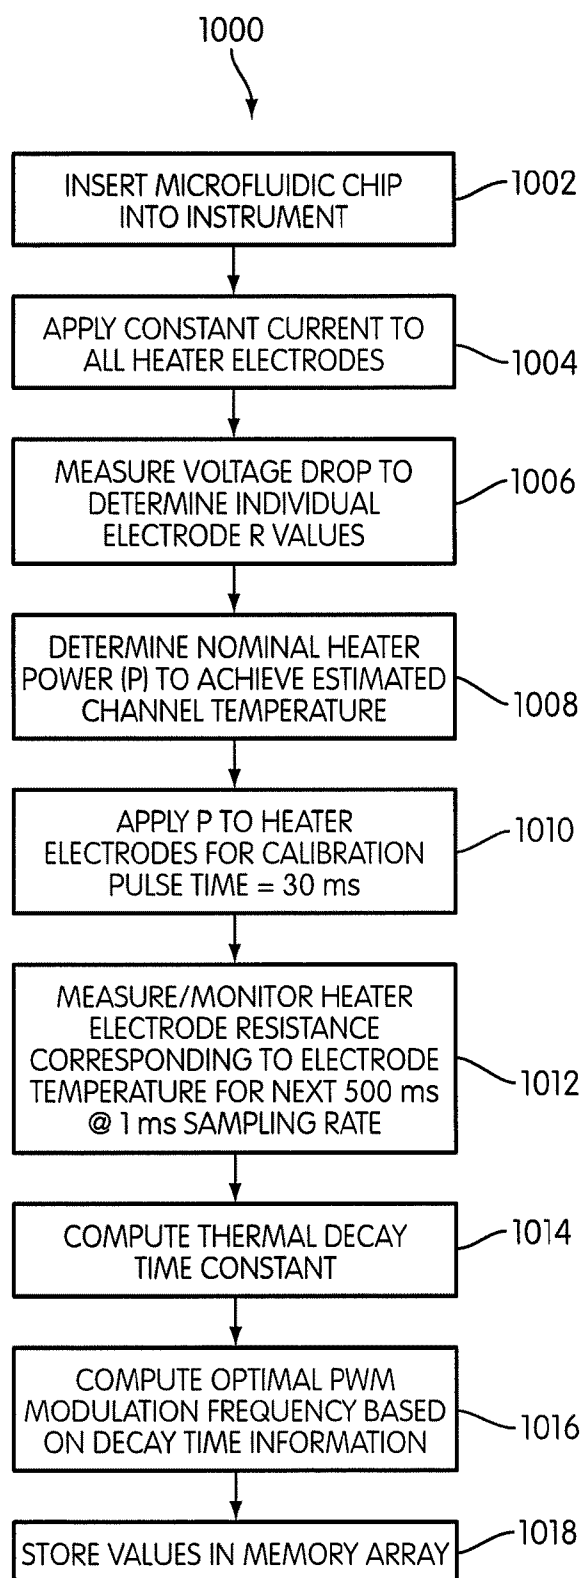 1000
INSERT MICROFLUIDIC CHIP
INTO INSTRUMENT
1002
APPLY CONSTANT CURRENT TO
ALL HEATER ELECTRODES
1004
MEASURE VOLTAGE DROP TO
DETERMINE INDIVIDUAL
ELECTRODE R VALUES
1006
DETERMINE NOMINAL HEATER
POWER (P) TO ACHIEVE ESTIMATED
CHANNEL TEMPERATURE
1008
APPLY P TO HEATER
ELECTRODES FOR CALIBRATION
PULSE TIME = 30 ms
1010
MEASURE/MONITOR HEATER
ELECTRODE RESISTANCE
CORRESPONDING TO ELECTRODE
TEMPERATURE FOR NEXT 500 ms
@ 1 ms SAMPLING RATE
1012
COMPUTE THERMAL DECAY
TIME CONSTANT
1014
COMPUTE OPTIMAL PWM
MODULATION FREQUENCY BASED
ON DECAY TIME INFORMATION
1016
STORE VALUES IN MEMORY ARRAY
1018